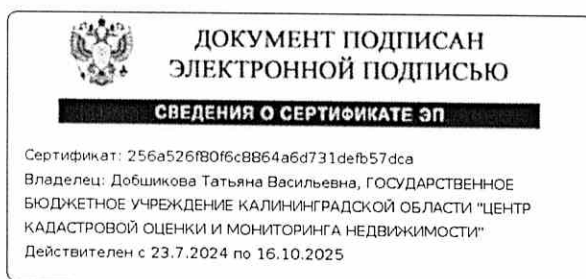 ДОКУМЕНТ ПОДПИСАН
ЭЛЕКТРОННОЙ ПОДПИСЬЮ
СВЕДЕНИЯ О СЕРТИФИКАТЕ ЭП
Сертификат: 256a526f80f6c8864a6d731defb57dca
Владелец: Добшикова Татьяна Васильевна, ГОСУДАРСТВЕННОЕ
БЮДЖЕТНОЕ УЧРЕЖДЕНИЕ КАЛИНИНГРАДСКОЙ ОБЛАСТИ "ЦЕНТР
КАДАСТРОВОЙ ОЦЕНКИ И МОНИТОРИНГА НЕДВИЖИМОСТИ"
Действителен с 23.7.2024 по 16.10.2025